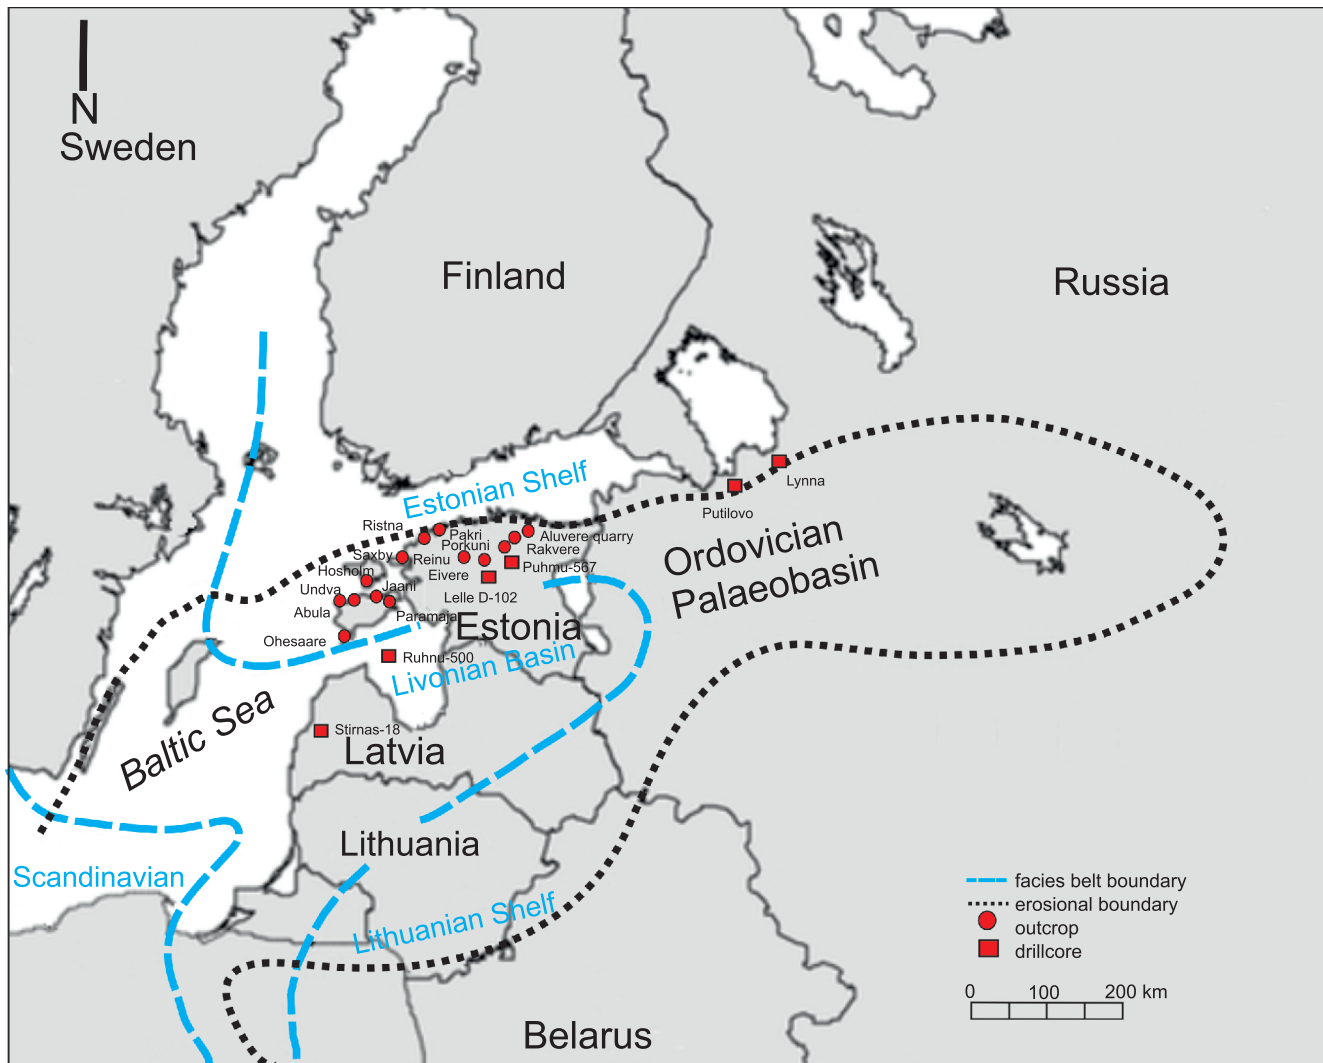 N
Sweden
Finland
Russia
Estonian Shelf
Lynna
Putilovo
Ristna
Pakri
Aluvere quarry
Porkuni
Rakvere
Saxby
Reinu
Puhmu-567
Hosholm
Eivere
Undva
Jaani
Lelle D-102
Abula
Paramaja
Ordovician
Palaeobasin
Estonia
Ohesaare
Ruhnu-500
Livonian Basin
Baltic Sea
Stirnas-18
Latvia
Lithuania
Scandinavian
Lithuanian Shelf
Belarus
facies belt boundary
erosional boundary
outcrop
drillcore
0 100 200 km